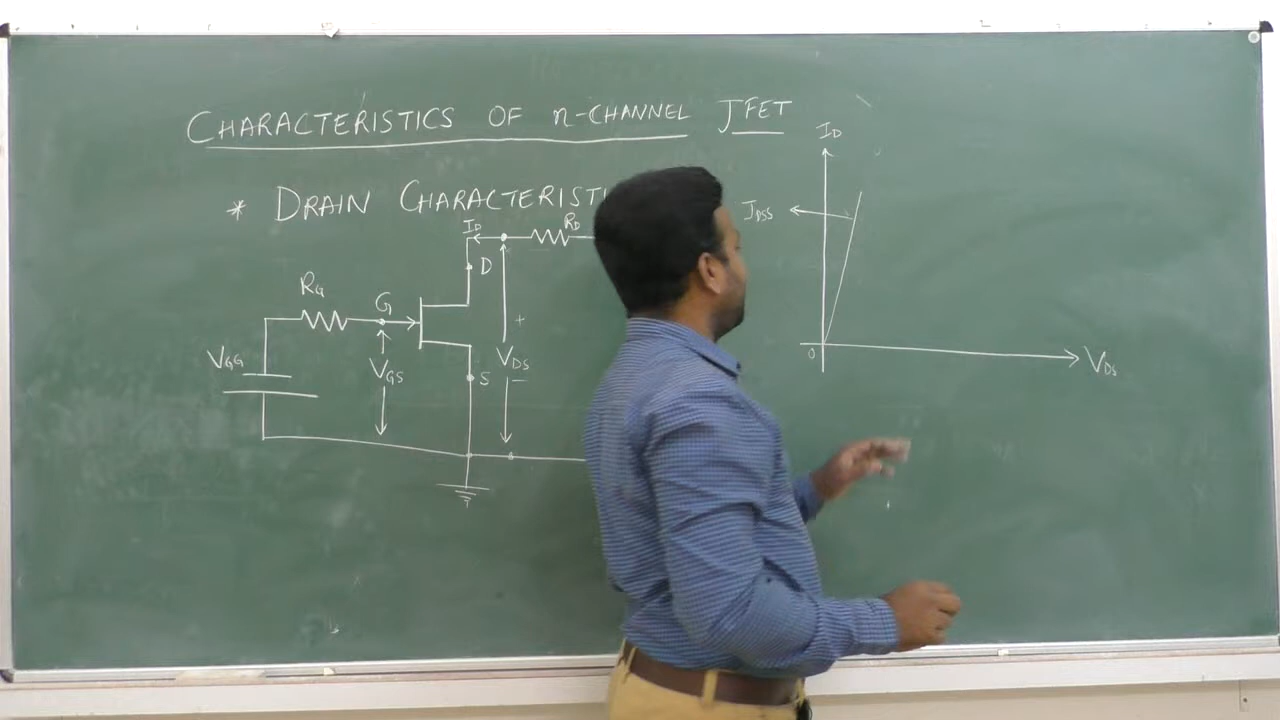 CHARACTERISTICS OF n-CHANNEL JFET
* DRAIN CHARACTERISTI
ID
RD
D
RG
G
VGG
VGS
+
VDS
-
S
ID
IDSS
0
VDS